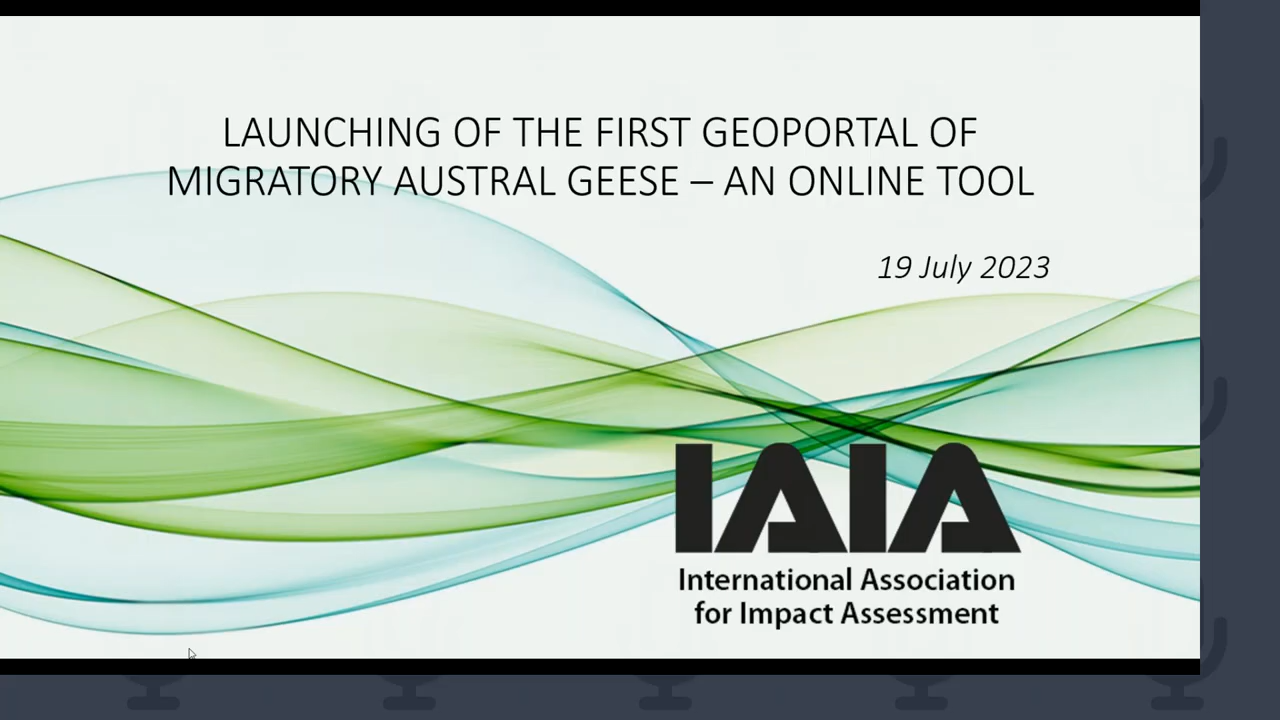 LAUNCHING OF THE FIRST GEOPORTAL OF
MIGRATORY AUSTRAL GEESE – AN ONLINE TOOL
19 July 2023
IAIA
International Association
for Impact Assessment